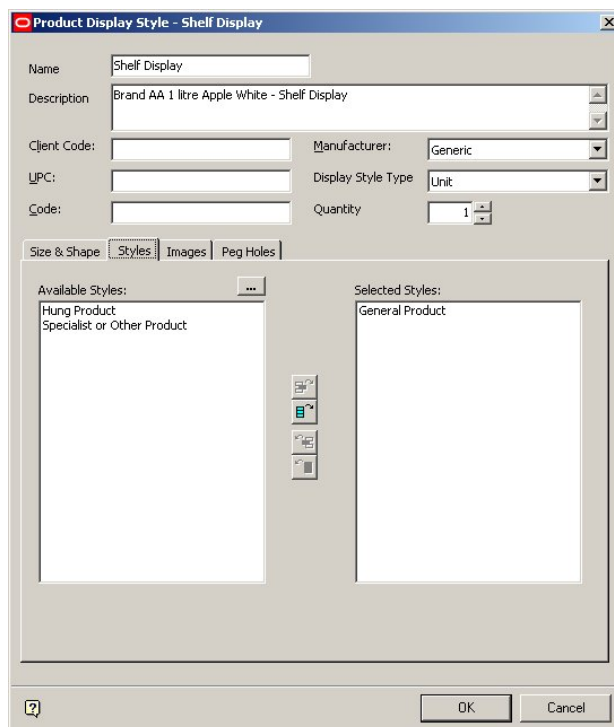 Product Display Style - Shelf Display
Name Shelf Display
Description Brand AA 1 litre Apple White - Shelf Display
Client Code: Manufacturer: Generic
UPC: Display Style Type Unit
Code: Quantity 1
Size & Shape Styles Images Peg Holes
Available Styles: ... Selected Styles:
Hung Product General Product
Specialist or Other Product
? OK Cancel